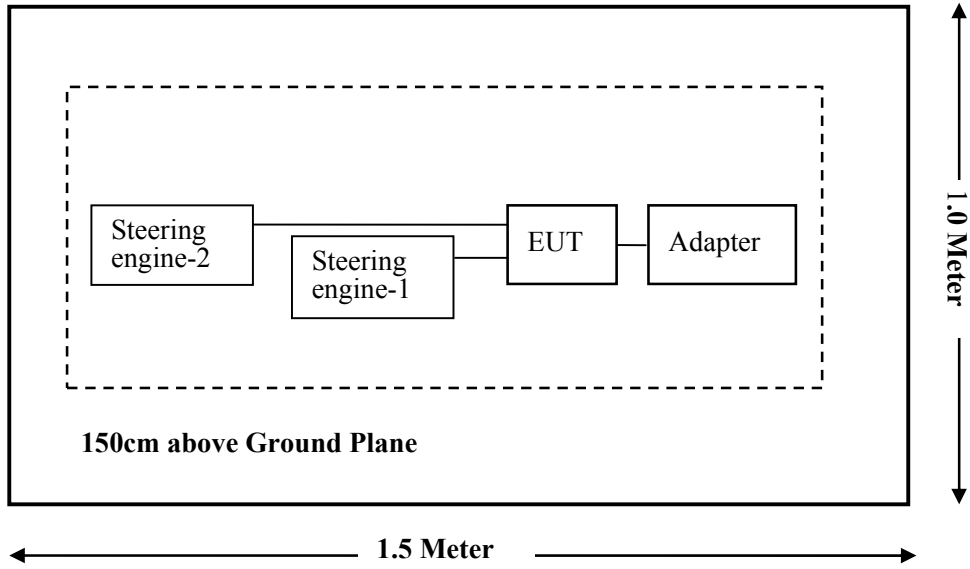 Steering
engine-2
Steering
engine-1
EUT
Adapter
150cm above Ground Plane
1.0 Meter
1.5 Meter